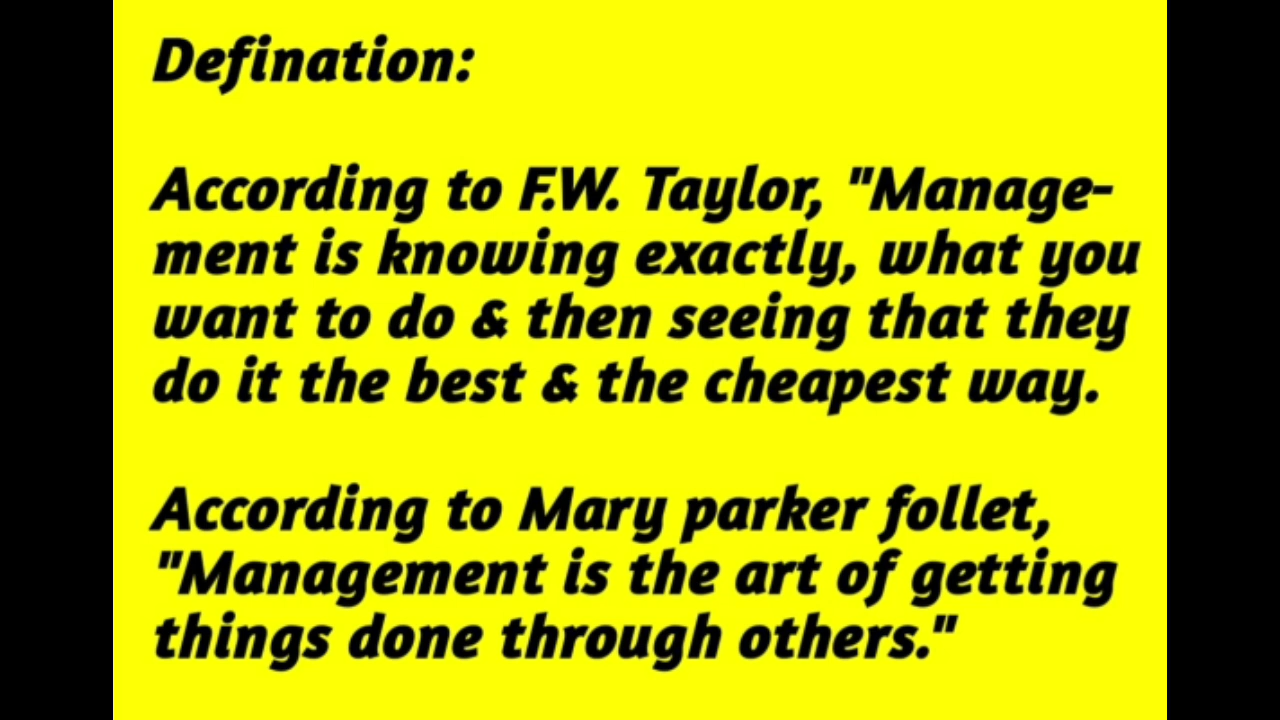 Defination:
According to F.W. Taylor, "Manage-
ment is knowing exactly, what you
want to do & then seeing that they
do it the best & the cheapest way.
According to Mary parker follet,
"Management is the art of getting
things done through others."